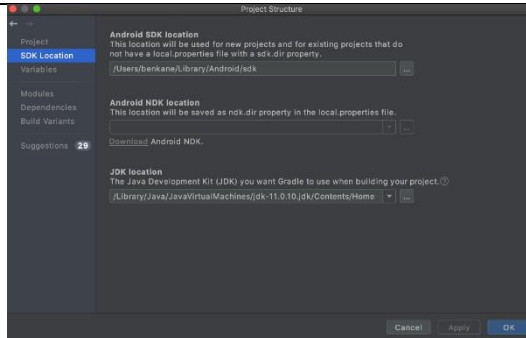 Project Structure
Project
SDK Location
Variables
Modules
Dependencies
Build Variants
Suggestions 29
Android SDK location
This location will be used for new projects and for existing projects that do
not have a local.properties file with a sdk.dir property.
/Users/benkane/Library/Android/sdk
...
Android NDK location
This location will be saved as ndk.dir property in the local.properties file.
...
Download Android NDK.
JDK location
The Java Development Kit (JDK) you want Gradle to use when building your project.
/Library/Java/JavaVirtualMachines/jdk-11.0.10.jdk/Contents/Home
...
Cancel Apply OK